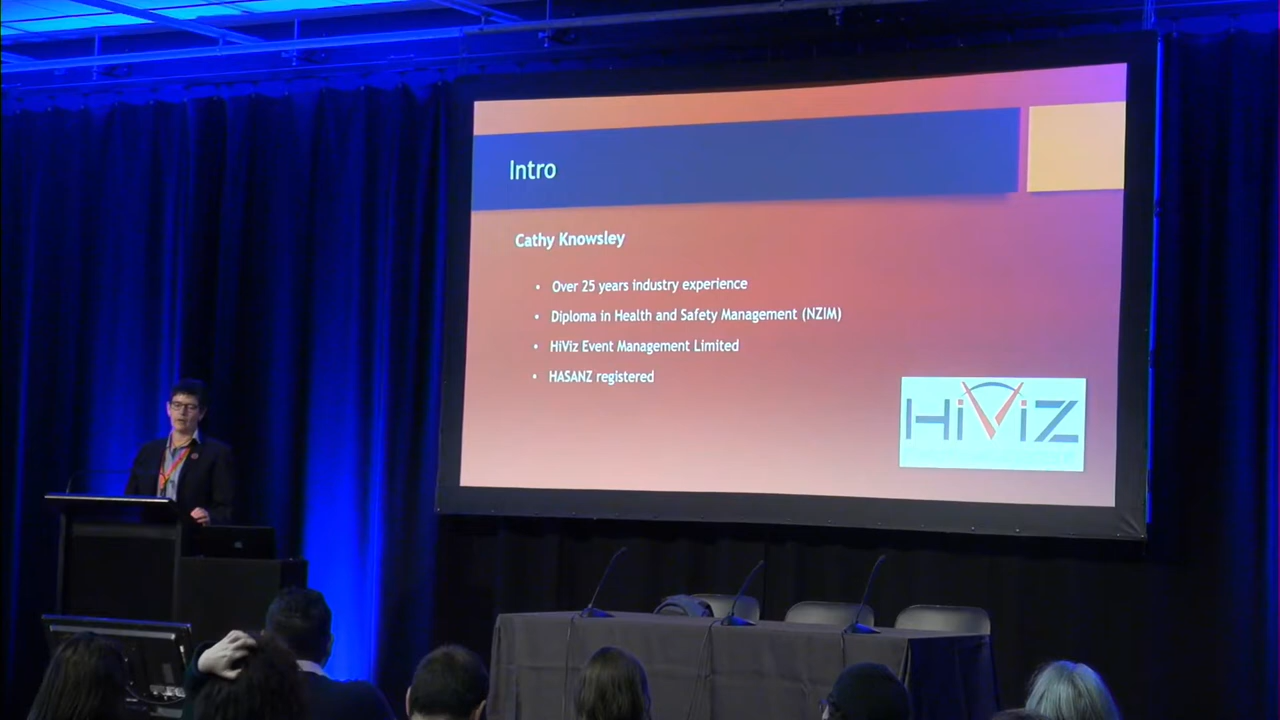 Intro
Cathy Knowsley
• Over 25 years industry experience
• Diploma in Health and Safety Management (NZIM)
• HiViz Event Management Limited
• HASANZ registered
HiViZ